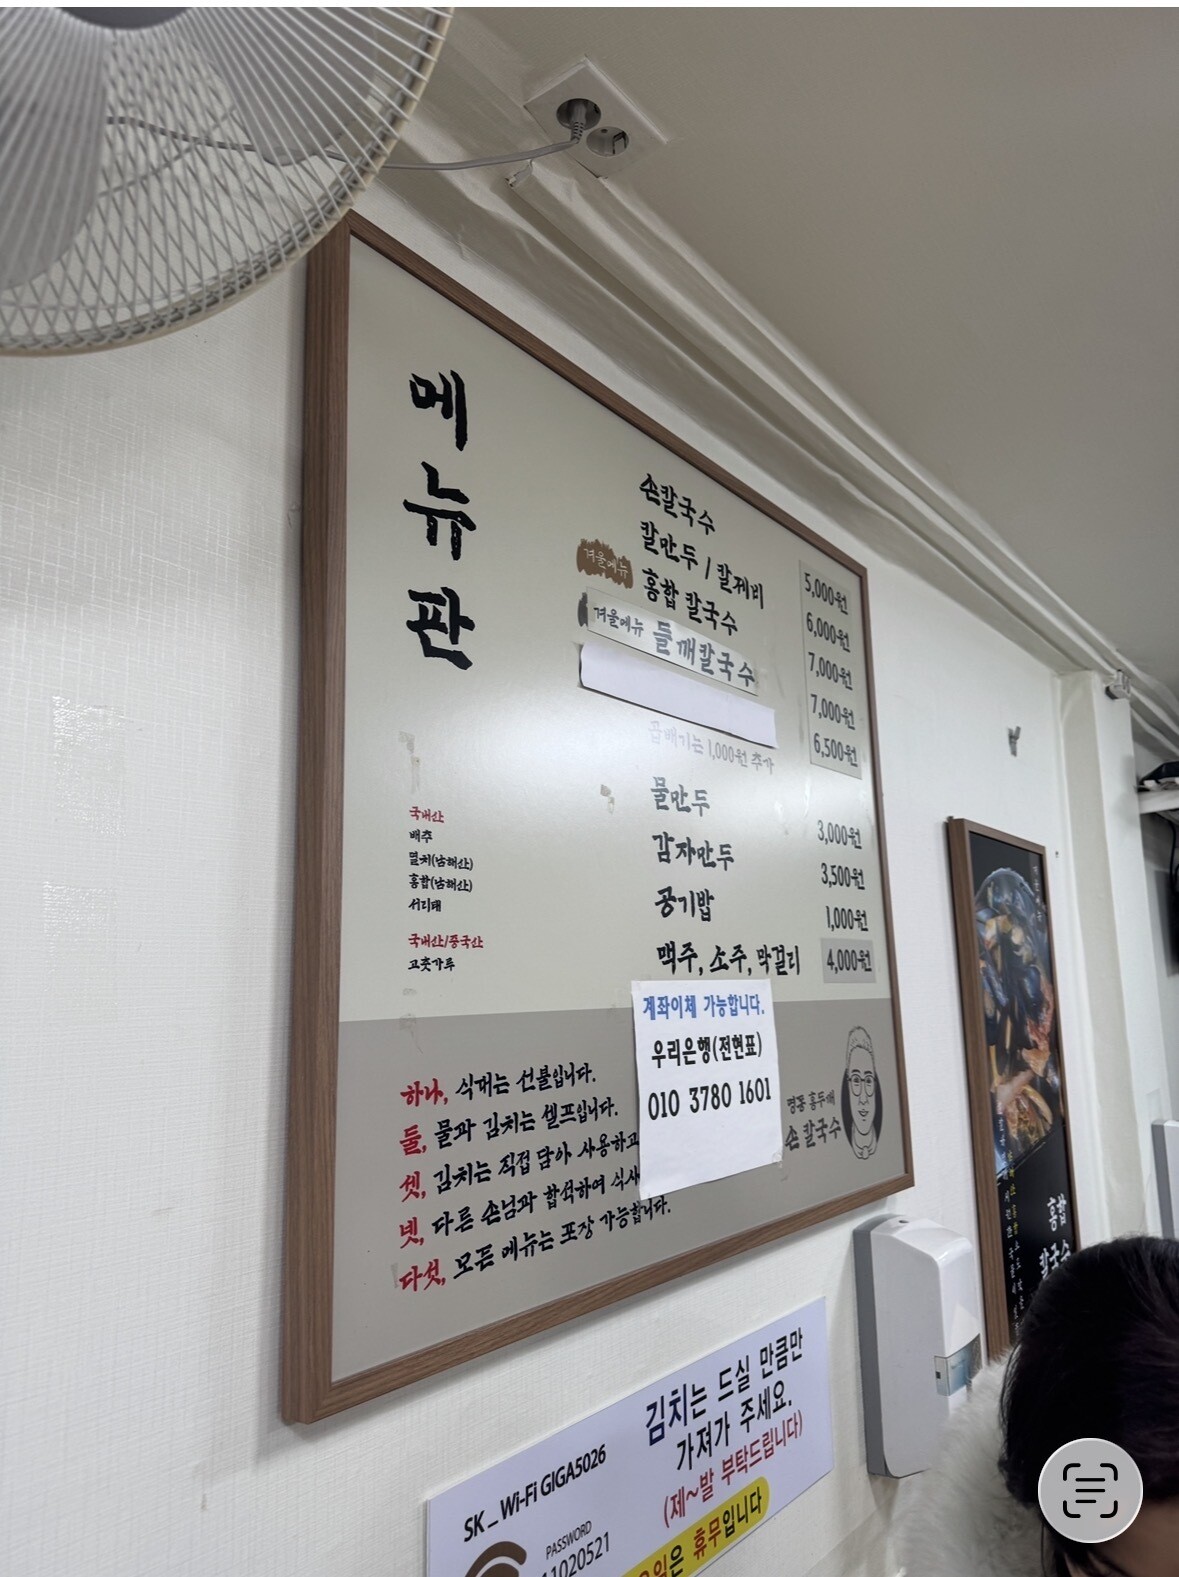 메뉴판
손칼국수
5,000원
칼만두 / 칼제비
6,000원
겨울메뉴
홍합 칼국수
7,000원
겨울메뉴 들깨칼국수
7,000원
6,500원
곱배기는 1,000원 추가
물만두
3,000원
감자만두
3,500원
공기밥
1,000원
맥주, 소주, 막걸리
4,000원
국내산
배추
멸치(남해산)
홍합(남해산)
서리태
국내산/중국산
고춧가루
계좌이체 가능합니다.
우리은행(전현표)
010 3780 1601
하나, 식대는 선불입니다.
둘, 물과 김치는 셀프입니다.
셋, 김치는 직접 담아 사용하고
넷, 다른 손님과 합석하여 식사
다섯, 모든 메뉴는 포장 가능합니다.
명동 홍두깨
손 칼국수
홍합
칼국수
김치는 드실 만큼만
가져가 주세요.
(제~발 부탁드립니다)
SK_Wi-Fi GIGA5026
PASSWORD
11020521
요일은 휴무입니다